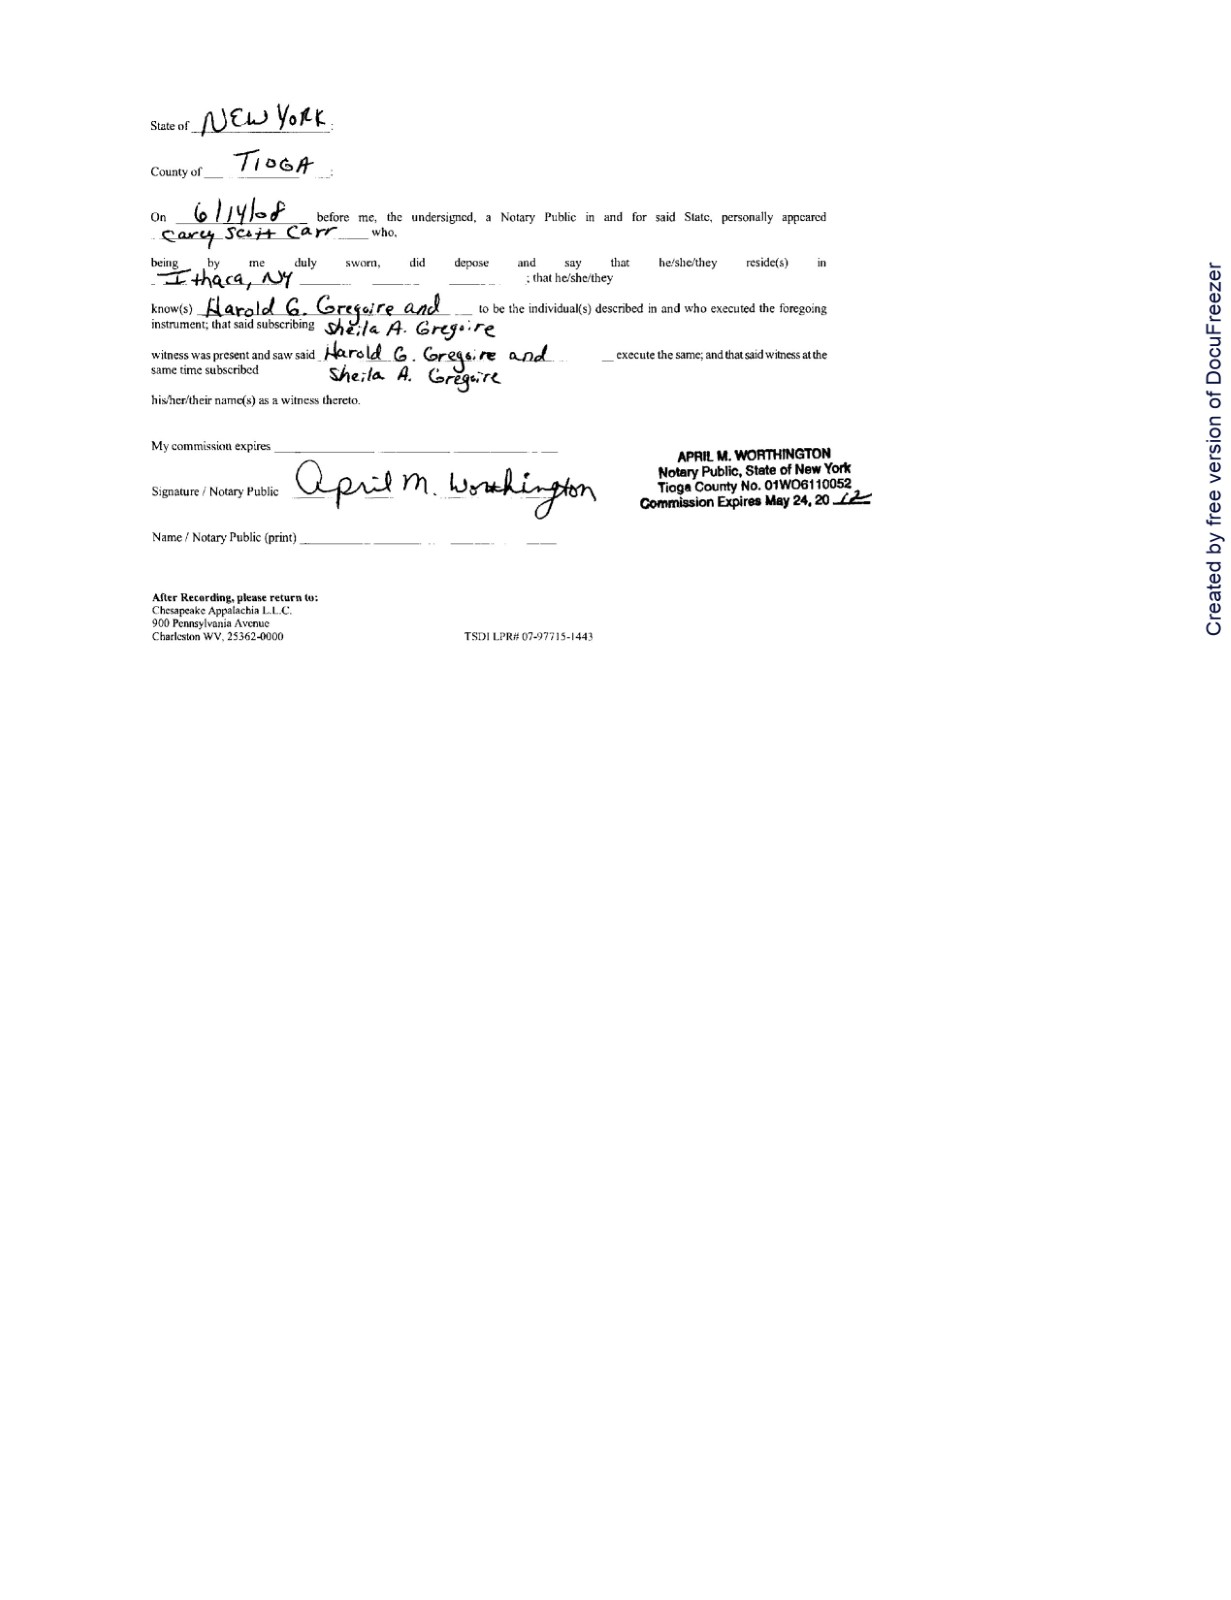 State of NEW YORK :
County of TIOGA :
On 6/14/08 before me, the undersigned, a Notary Public in and for said State, personally appeared
Carey Scott Carr who,
being by me duly sworn, did depose and say that he/she/they reside(s) in
Ithaca, NY ; that he/she/they
know(s) Harold G. Gregoire and to be the individual(s) described in and who executed the foregoing
instrument; that said subscribing Sheila A. Gregoire
witness was present and saw said Harold G. Gregoire and execute the same; and that said witness at the
same time subscribed Sheila A. Gregoire
his/her/their name(s) as a witness thereto.
My commission expires
Signature / Notary Public April M. Worthington
Name / Notary Public (print)
APRIL M. WORTHINGTON
Notary Public, State of New York
Tioga County No. 01WO6110052
Commission Expires May 24, 20 12
After Recording, please return to:
Chesapeake Appalachia L.L.C.
900 Pennsylvania Avenue
Charleston WV, 25362-0000 TSDI LPR# 07-97715-1443
Created by free version of DocuFreezer